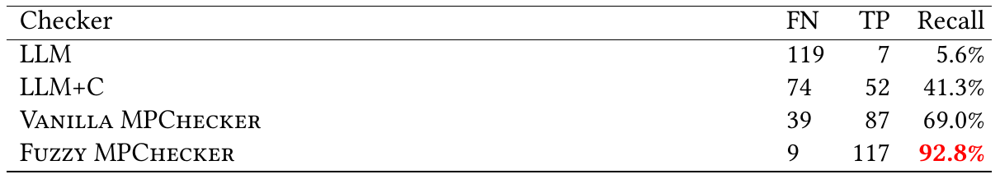 Checker FN TP Recall
LLM 119 7 5.6%
LLM+C 74 52 41.3%
Vanilla MPChecker 39 87 69.0%
Fuzzy MPChecker 9 117 92.8%